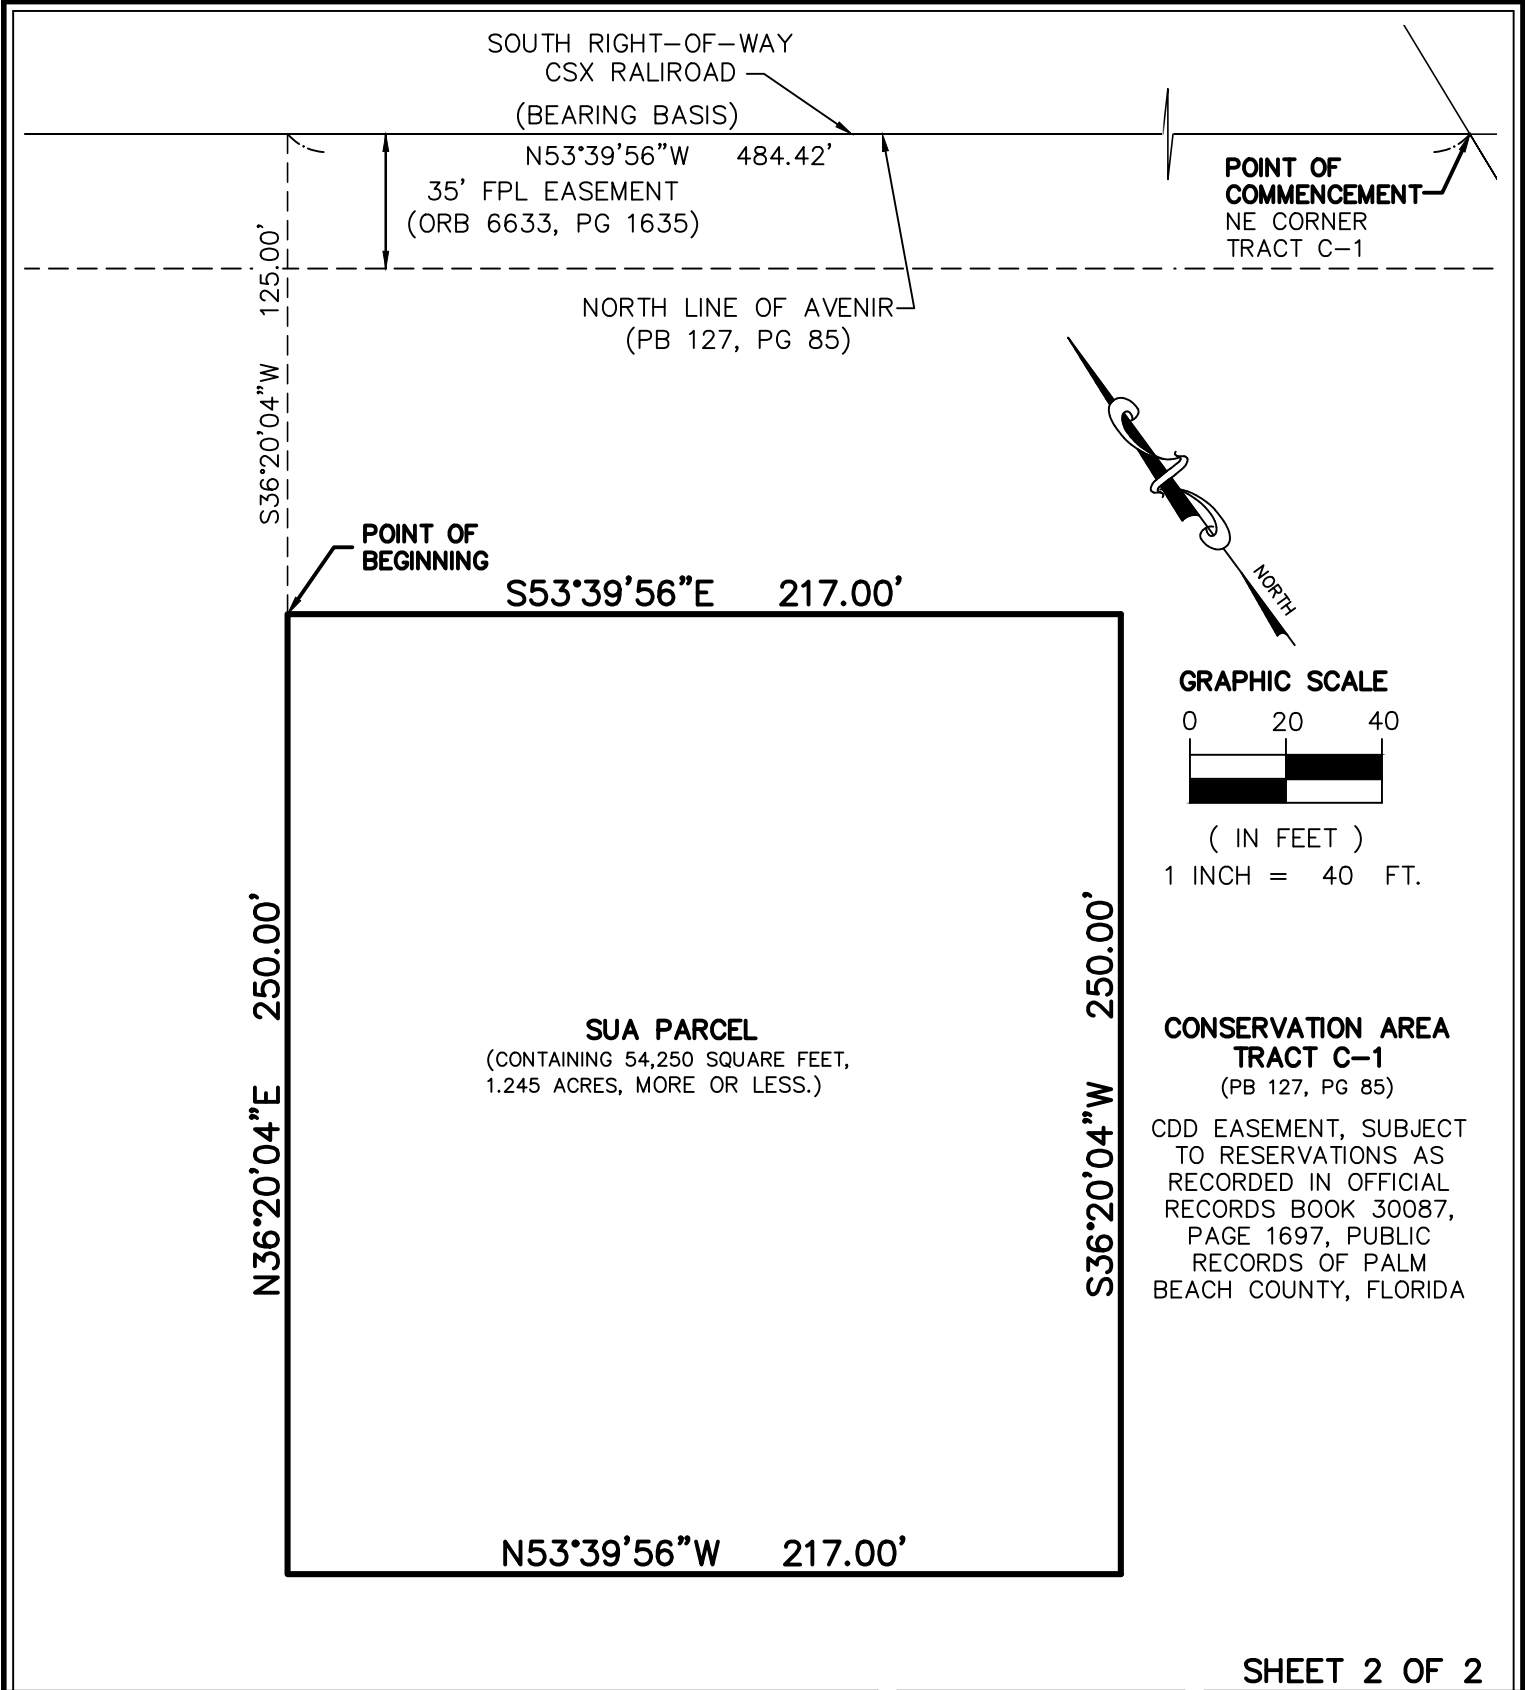 SOUTH RIGHT-OF-WAY
CSX RALIROAD
(BEARING BASIS)
N53°39'56"W 484.42'
35' FPL EASEMENT
(ORB 6633, PG 1635)
POINT OF
COMMENCEMENT
NE CORNER
TRACT C-1
S36°20'04"W 125.00'
NORTH LINE OF AVENIR
(PB 127, PG 85)
NORTH
POINT OF
BEGINNING
S53°39'56"E 217.00'
GRAPHIC SCALE
0 20 40
( IN FEET )
1 INCH = 40 FT.
N36°20'04"E 250.00'
SUA PARCEL
(CONTAINING 54,250 SQUARE FEET,
1.245 ACRES, MORE OR LESS.)
S36°20'04"W 250.00'
CONSERVATION AREA
TRACT C-1
(PB 127, PG 85)
CDD EASEMENT, SUBJECT
TO RESERVATIONS AS
RECORDED IN OFFICIAL
RECORDS BOOK 30087,
PAGE 1697, PUBLIC
RECORDS OF PALM
BEACH COUNTY, FLORIDA
N53°39'56"W 217.00'
SHEET 2 OF 2